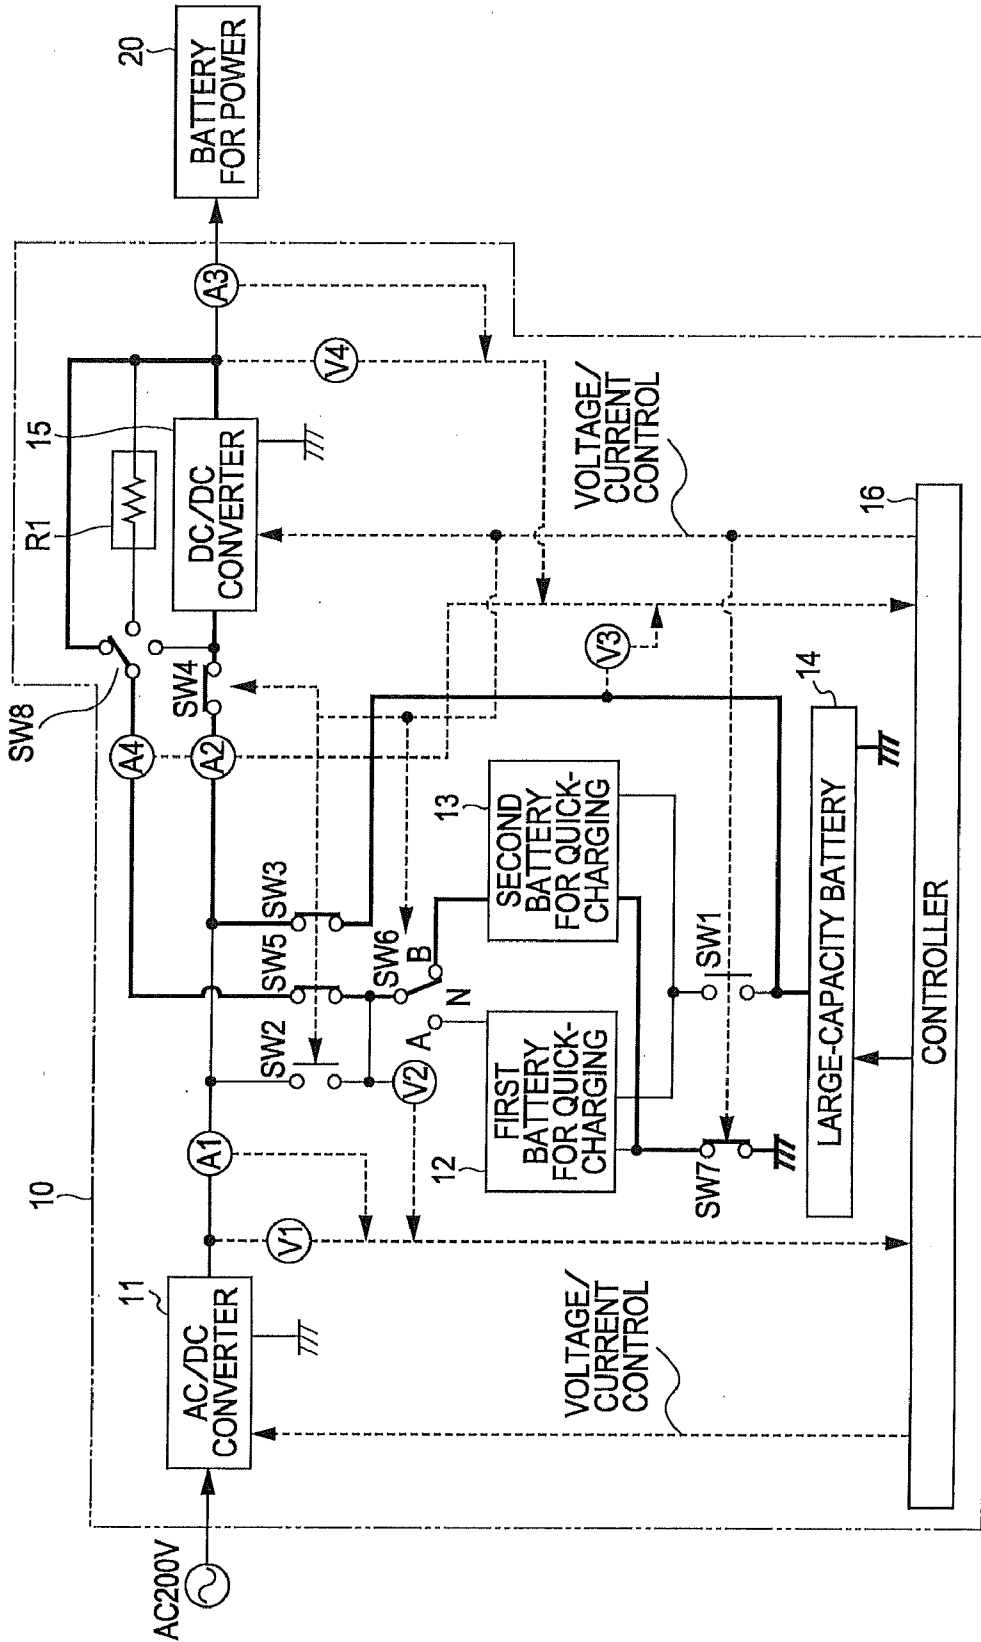 AC200V
10
11
AC/DC
CONVERTER
V1
A1
VOLTAGE/
CURRENT
CONTROL
SW2
SW5
SW3
V2
A
N
B
SW6
12
FIRST
BATTERY
FOR QUICK-
CHARGING
13
SECOND
BATTERY
FOR QUICK-
CHARGING
SW7
SW1
14
LARGE-CAPACITY BATTERY
16
CONTROLLER
SW8
A4
A2
SW4
R1
15
DC/DC
CONVERTER
V3
V4
A3
VOLTAGE/
CURRENT
CONTROL
20
BATTERY
FOR POWER